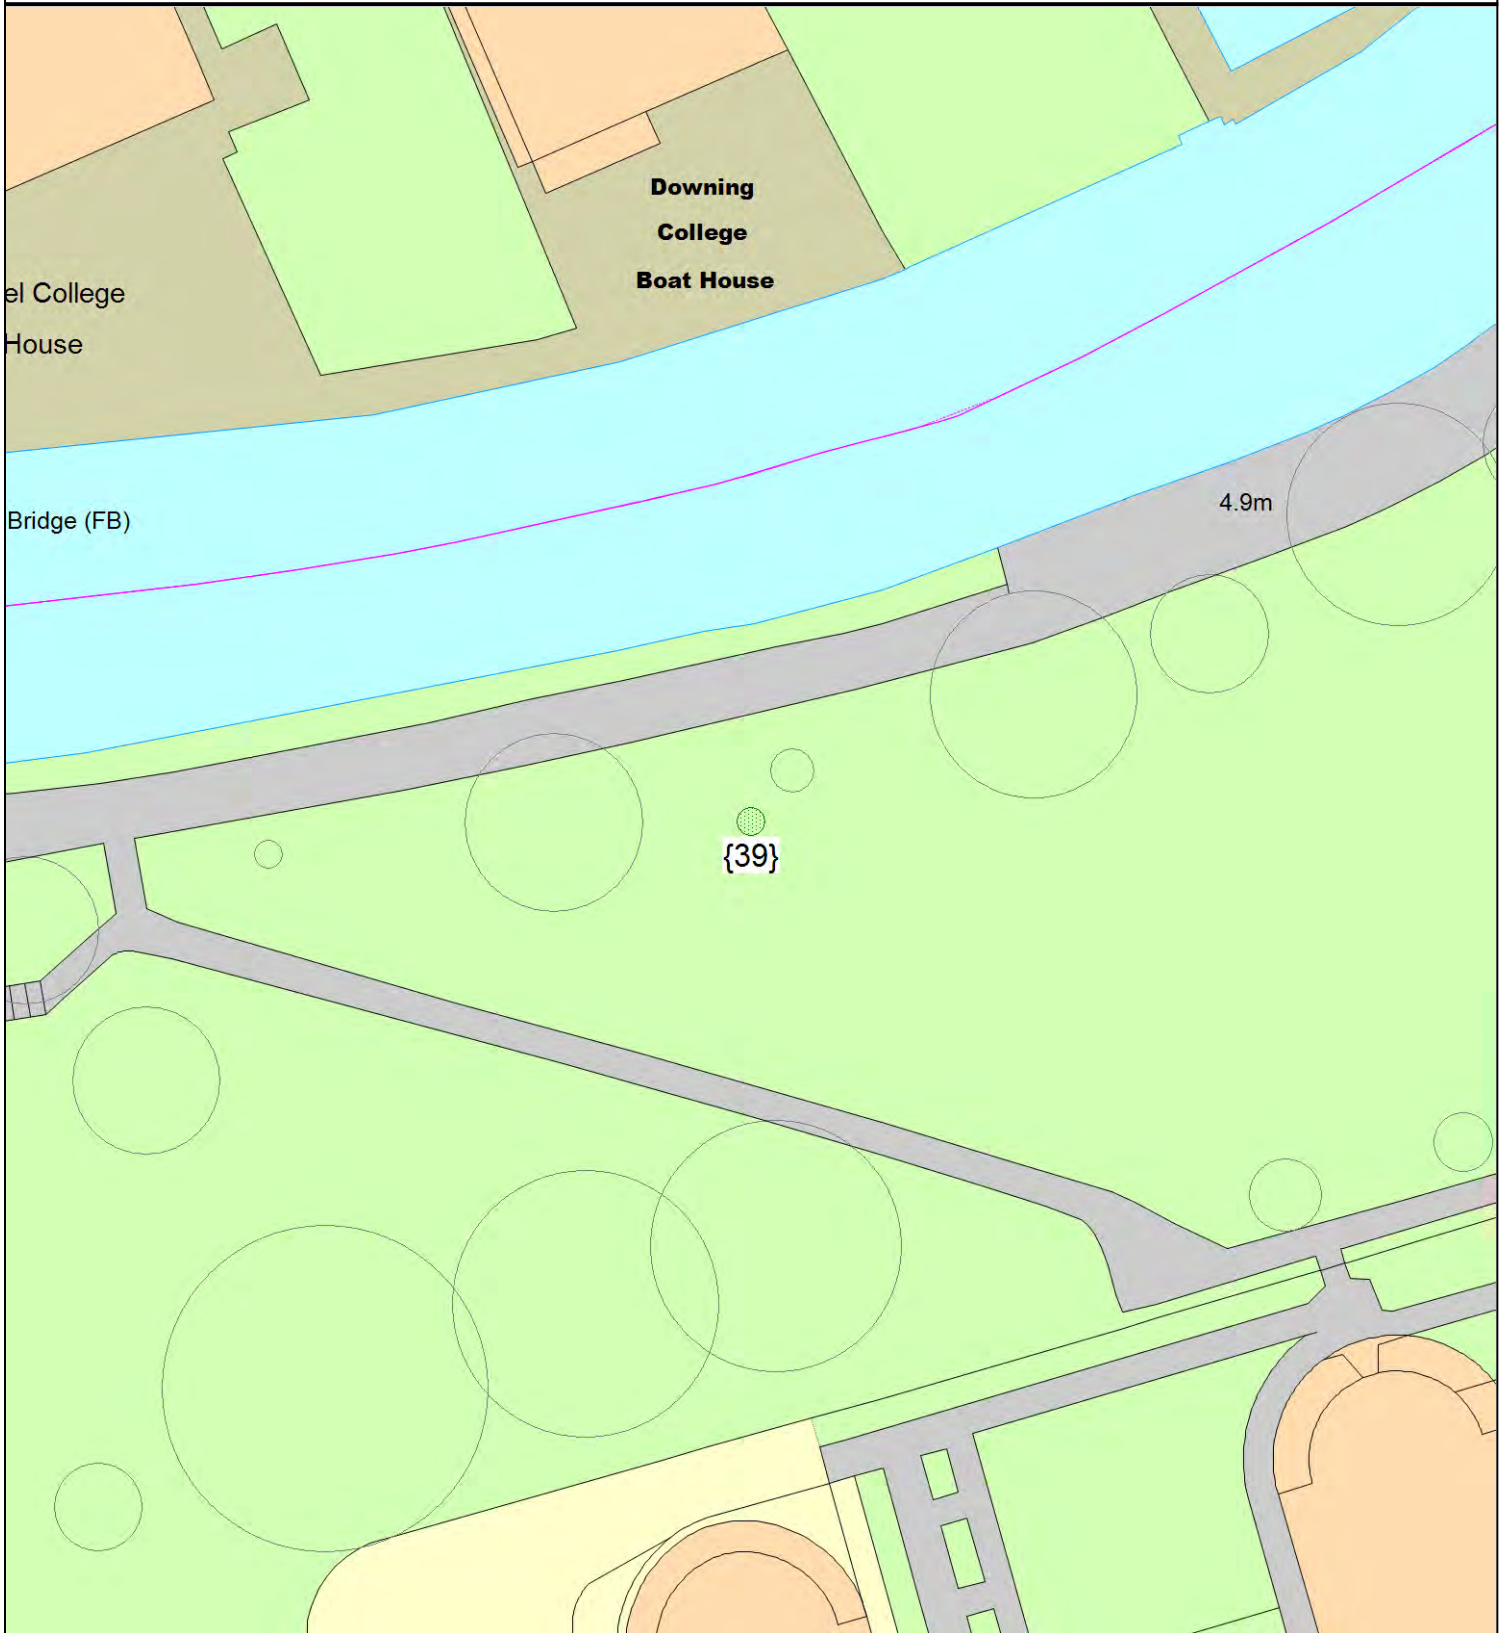 Downing
College
Boat House
el College
House
Bridge (FB)
4.9m
{39}